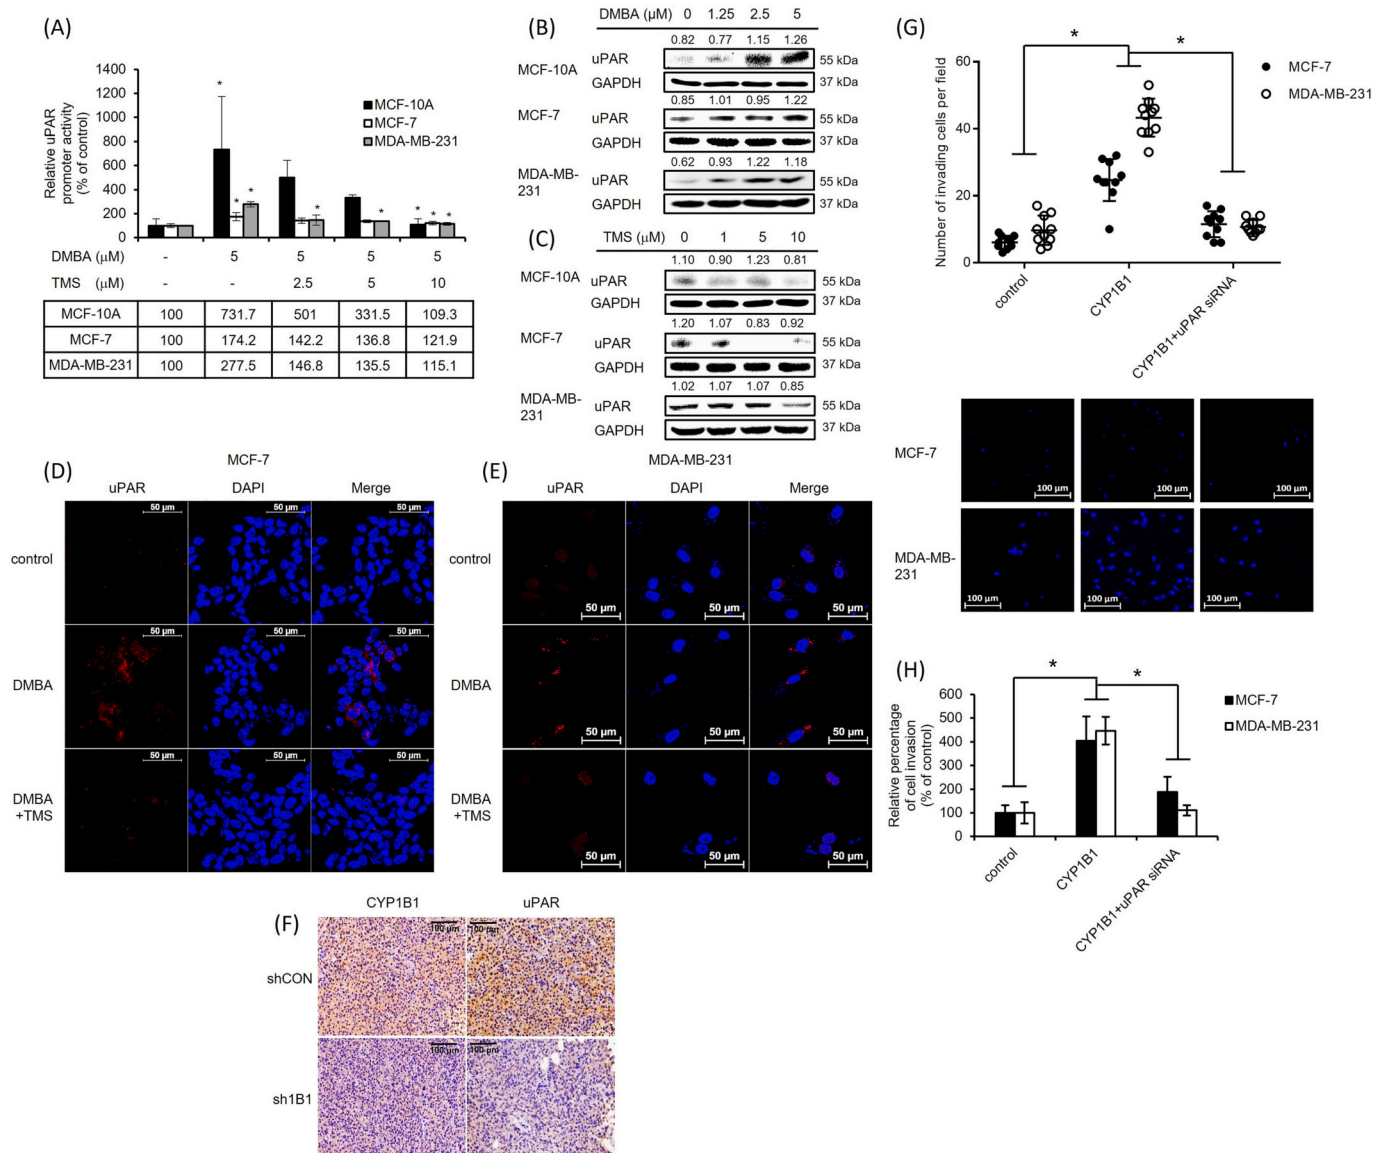 (A)
Relative uPAR
promoter activity
(% of control)
1400
1200
1000
800
600
400
200
0
* * * * * * * *
MCF-10A
MCF-7
MDA-MB-231
DMBA (µM) - 5 5 5 5
TMS (µM) - - 2.5 5 10
MCF-10A 100 731.7 501 331.5 109.3
MCF-7 100 174.2 142.2 136.8 121.9
MDA-MB-231 100 277.5 146.8 135.5 115.1
(B)
DMBA (µM) 0 1.25 2.5 5
0.82 0.77 1.15 1.26
MCF-10A
uPAR 55 kDa
GAPDH 37 kDa
0.85 1.01 0.95 1.22
MCF-7
uPAR 55 kDa
GAPDH 37 kDa
0.62 0.93 1.22 1.18
MDA-MB-
231
uPAR 55 kDa
GAPDH 37 kDa
(C)
TMS (µM) 0 1 5 10
1.10 0.90 1.23 0.81
MCF-10A
uPAR 55 kDa
GAPDH 37 kDa
1.20 1.07 0.83 0.92
MCF-7
uPAR 55 kDa
GAPDH 37 kDa
1.02 1.07 1.07 0.85
MDA-MB-
231
uPAR 55 kDa
GAPDH 37 kDa
(D)
MCF-7
uPAR DAPI Merge
control
50 µm 50 µm 50 µm
DMBA
50 µm 50 µm 50 µm
DMBA
+TMS
50 µm 50 µm 50 µm
(E)
MDA-MB-231
uPAR DAPI Merge
control
50 µm 50 µm 50 µm
DMBA
50 µm 50 µm 50 µm
DMBA
+TMS
50 µm 50 µm 50 µm
(F)
CYP1B1 uPAR
shCON
100 µm 100 µm
sh1B1
100 µm 100 µm
(G)
Number of invading cells per field
60
40
20
0
* *
MCF-7
MDA-MB-231
control
CYP1B1
CYP1B1+uPAR siRNA
MCF-7
100 µm 100 µm 100 µm
MDA-MB-
231
100 µm 100 µm 100 µm
(H)
Relative percentage
of cell invasion
(% of control)
600
500
400
300
200
100
0
* *
MCF-7
MDA-MB-231
control
CYP1B1
CYP1B1+uPAR siRNA